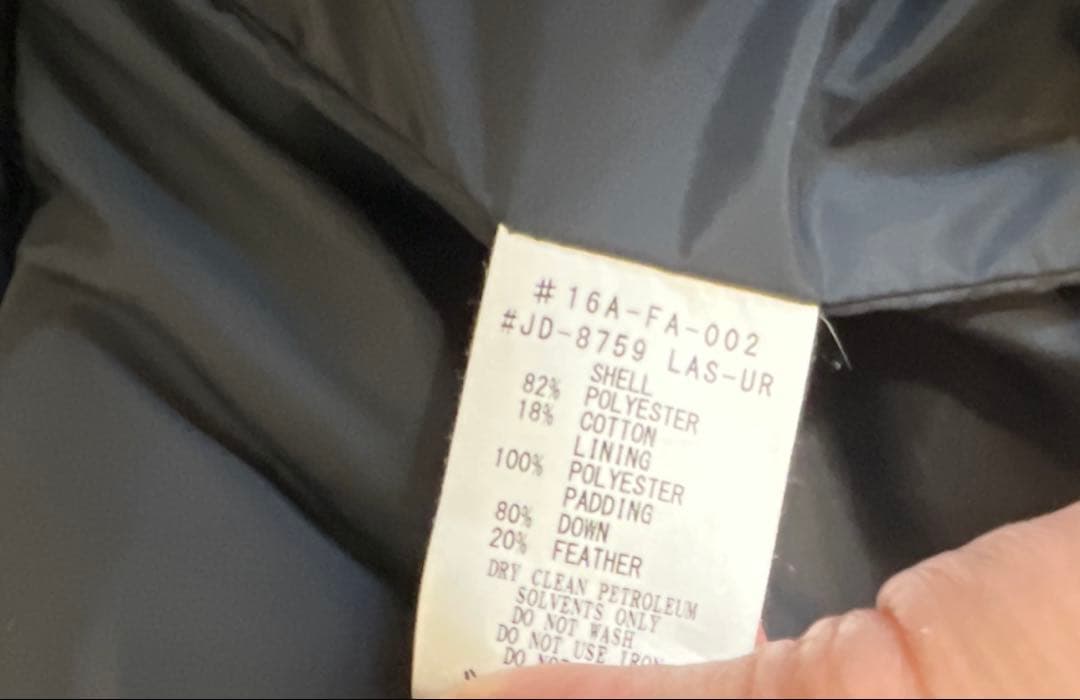 #16A-FA-002
#JD-8759 LAS-UR
SHELL
82% POLYESTER
18% COTTON
LINING
100% POLYESTER
PADDING
80% DOWN
20% FEATHER
DRY CLEAN PETROLEUM
SOLVENTS ONLY
DO NOT WASH
DO NOT USE IRON
DO